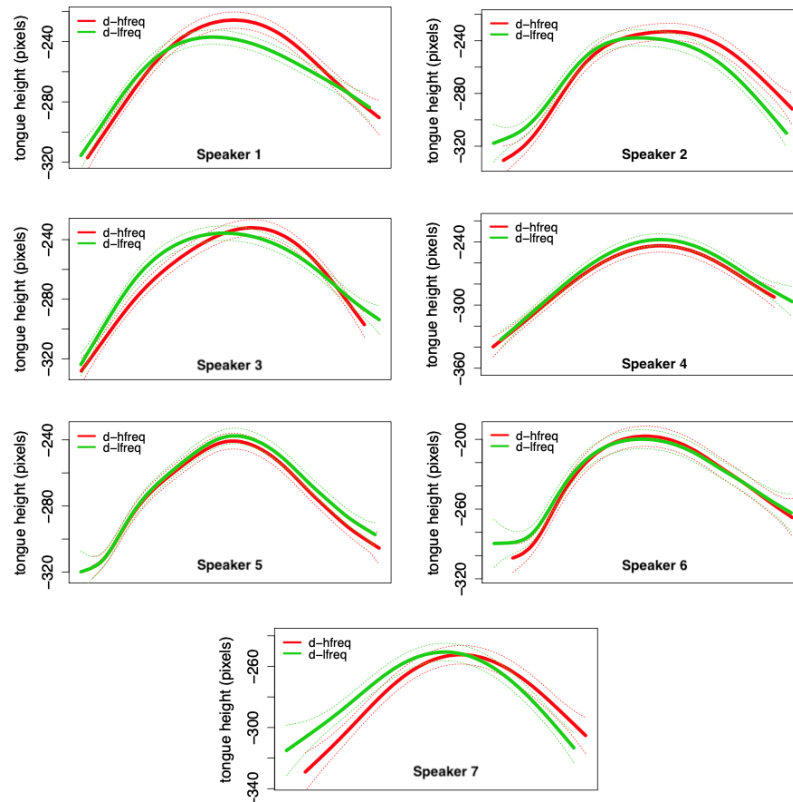 tongue height (pixels)
−240
−280
−320
d−hfreq
d−lfreq
Speaker 1
tongue height (pixels)
−240
−280
−320
d−hfreq
d−lfreq
Speaker 2
tongue height (pixels)
−240
−280
−320
d−hfreq
d−lfreq
Speaker 3
tongue height (pixels)
−240
−300
−360
d−hfreq
d−lfreq
Speaker 4
tongue height (pixels)
−240
−280
−320
d−hfreq
d−lfreq
Speaker 5
tongue height (pixels)
−200
−260
−320
d−hfreq
d−lfreq
Speaker 6
tongue height (pixels)
−260
−300
−340
d−hfreq
d−lfreq
Speaker 7